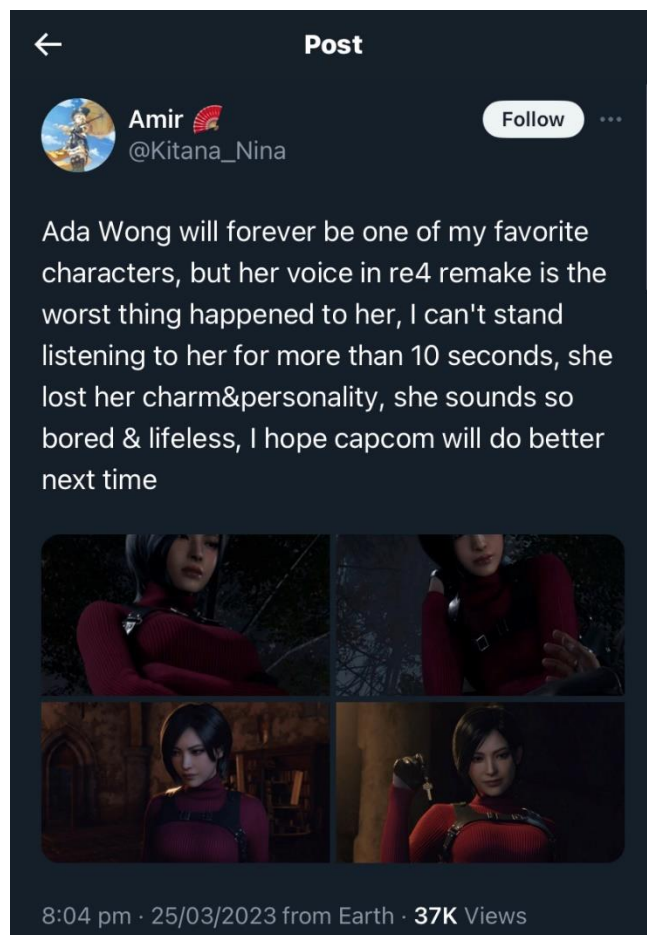 Post
Amir 🪭
@Kitana_Nina
Follow
Ada Wong will forever be one of my favorite
characters, but her voice in re4 remake is the
worst thing happened to her, I can't stand
listening to her for more than 10 seconds, she
lost her charm&personality, she sounds so
bored & lifeless, I hope capcom will do better
next time
8:04 pm · 25/03/2023 from Earth · 37K Views